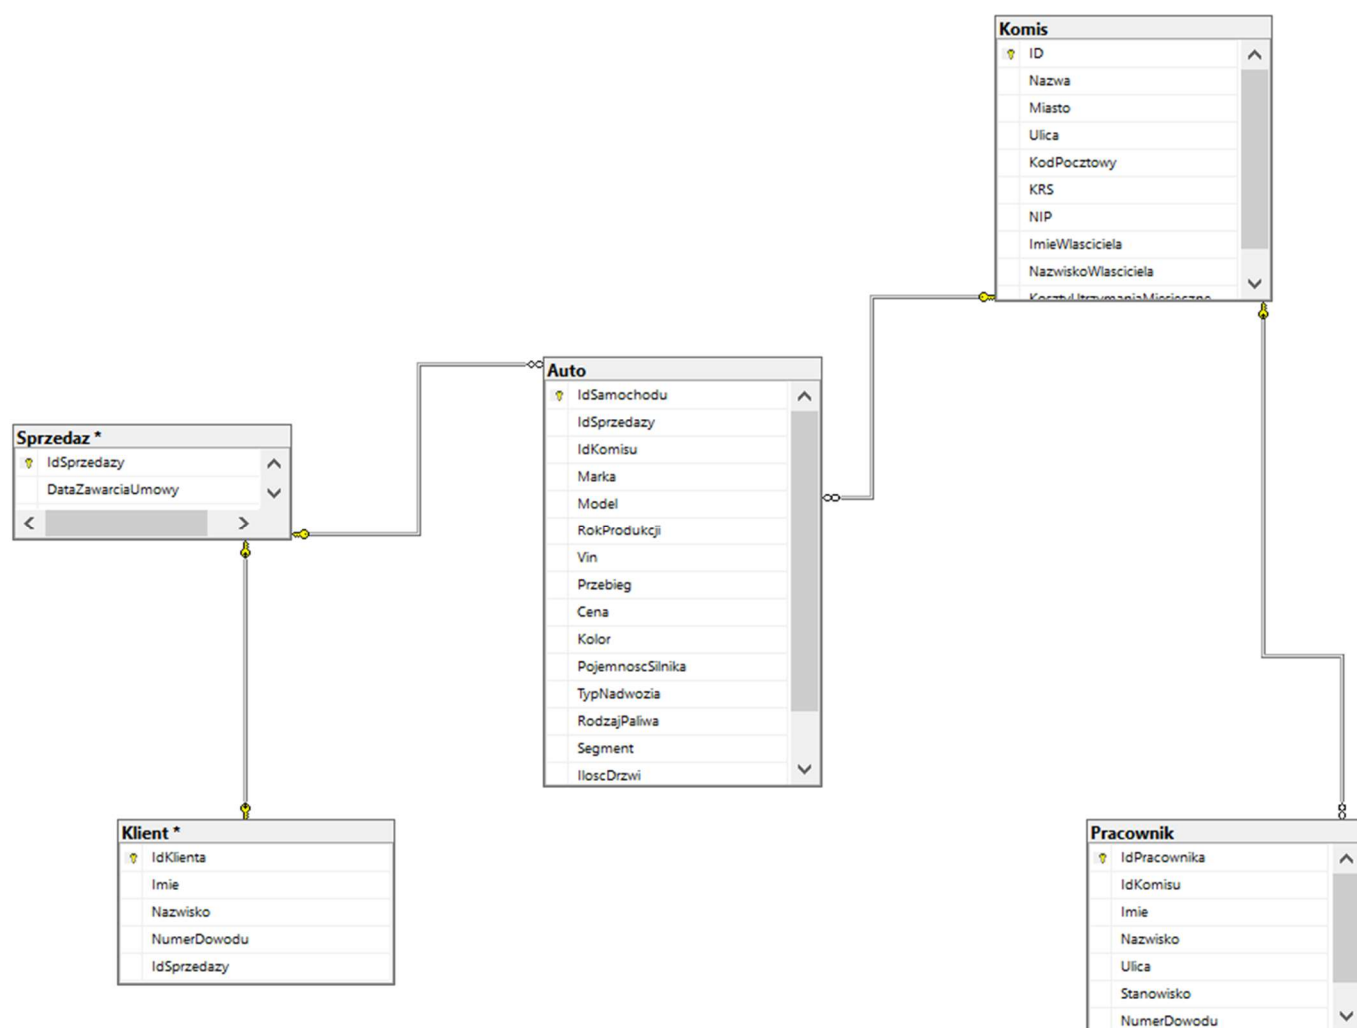 Komis
ID
Nazwa
Miasto
Ulica
KodPocztowy
KRS
NIP
ImieWlasciciela
NazwiskoWlasciciela
KosztyUtrzymaniaMiesieczne
Auto
IdSamochodu
IdSprzedazy
IdKomisu
Marka
Model
RokProdukcji
Vin
Przebieg
Cena
Kolor
PojemnoscSilnika
TypNadwozia
RodzajPaliwa
Segment
IloscDrzwi
Sprzedaz *
IdSprzedazy
DataZawarciaUmowy
Klient *
IdKlienta
Imie
Nazwisko
NumerDowodu
IdSprzedazy
Pracownik
IdPracownika
IdKomisu
Imie
Nazwisko
Ulica
Stanowisko
NumerDowodu